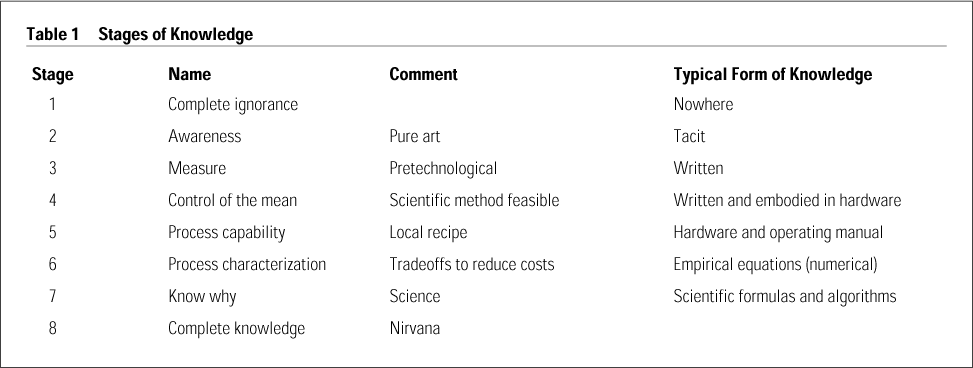 Table 1 Stages of Knowledge
Stage Name Comment Typical Form of Knowledge
1 Complete ignorance Nowhere
2 Awareness Pure art Tacit
3 Measure Pretechnological Written
4 Control of the mean Scientific method feasible Written and embodied in hardware
5 Process capability Local recipe Hardware and operating manual
6 Process characterization Tradeoffs to reduce costs Empirical equations (numerical)
7 Know why Science Scientific formulas and algorithms
8 Complete knowledge Nirvana